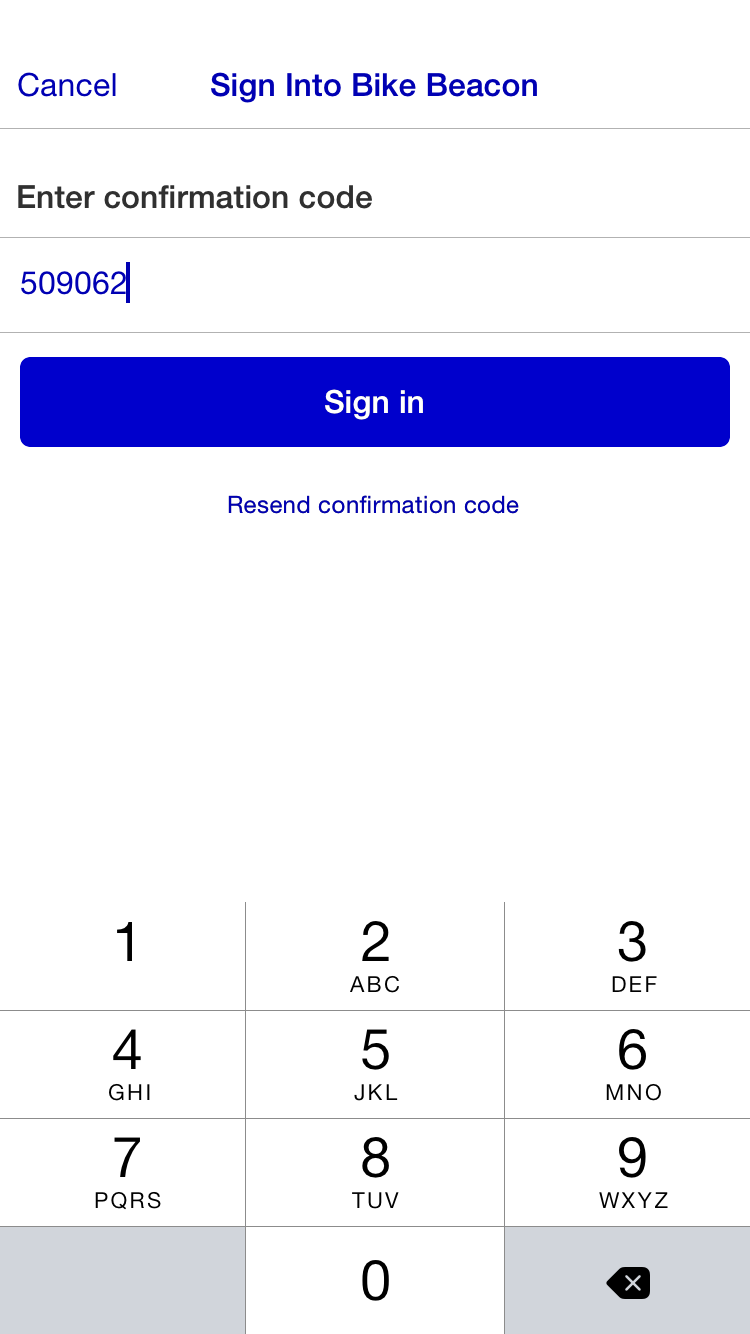 Cancel Sign Into Bike Beacon
Enter confirmation code
509062
Sign in
Resend confirmation code
1 2 3
ABC DEF
4 5 6
GHI JKL MNO
7 8 9
PQRS TUV WXYZ
0